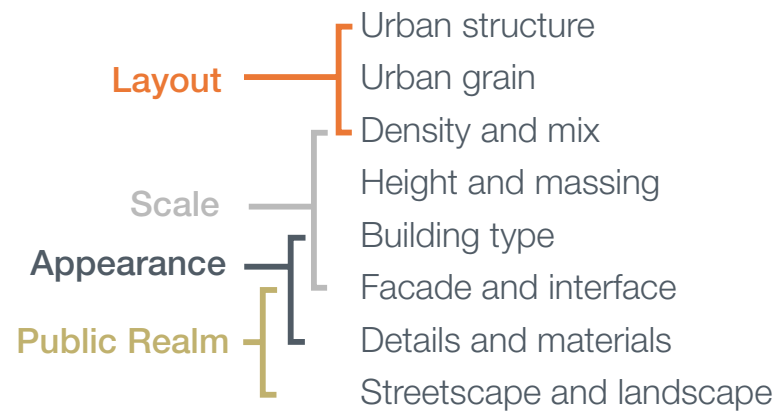 Urban structure
Layout
Urban grain
Density and mix
Height and massing
Scale
Building type
Appearance
Facade and interface
Public Realm
Details and materials
Streetscape and landscape